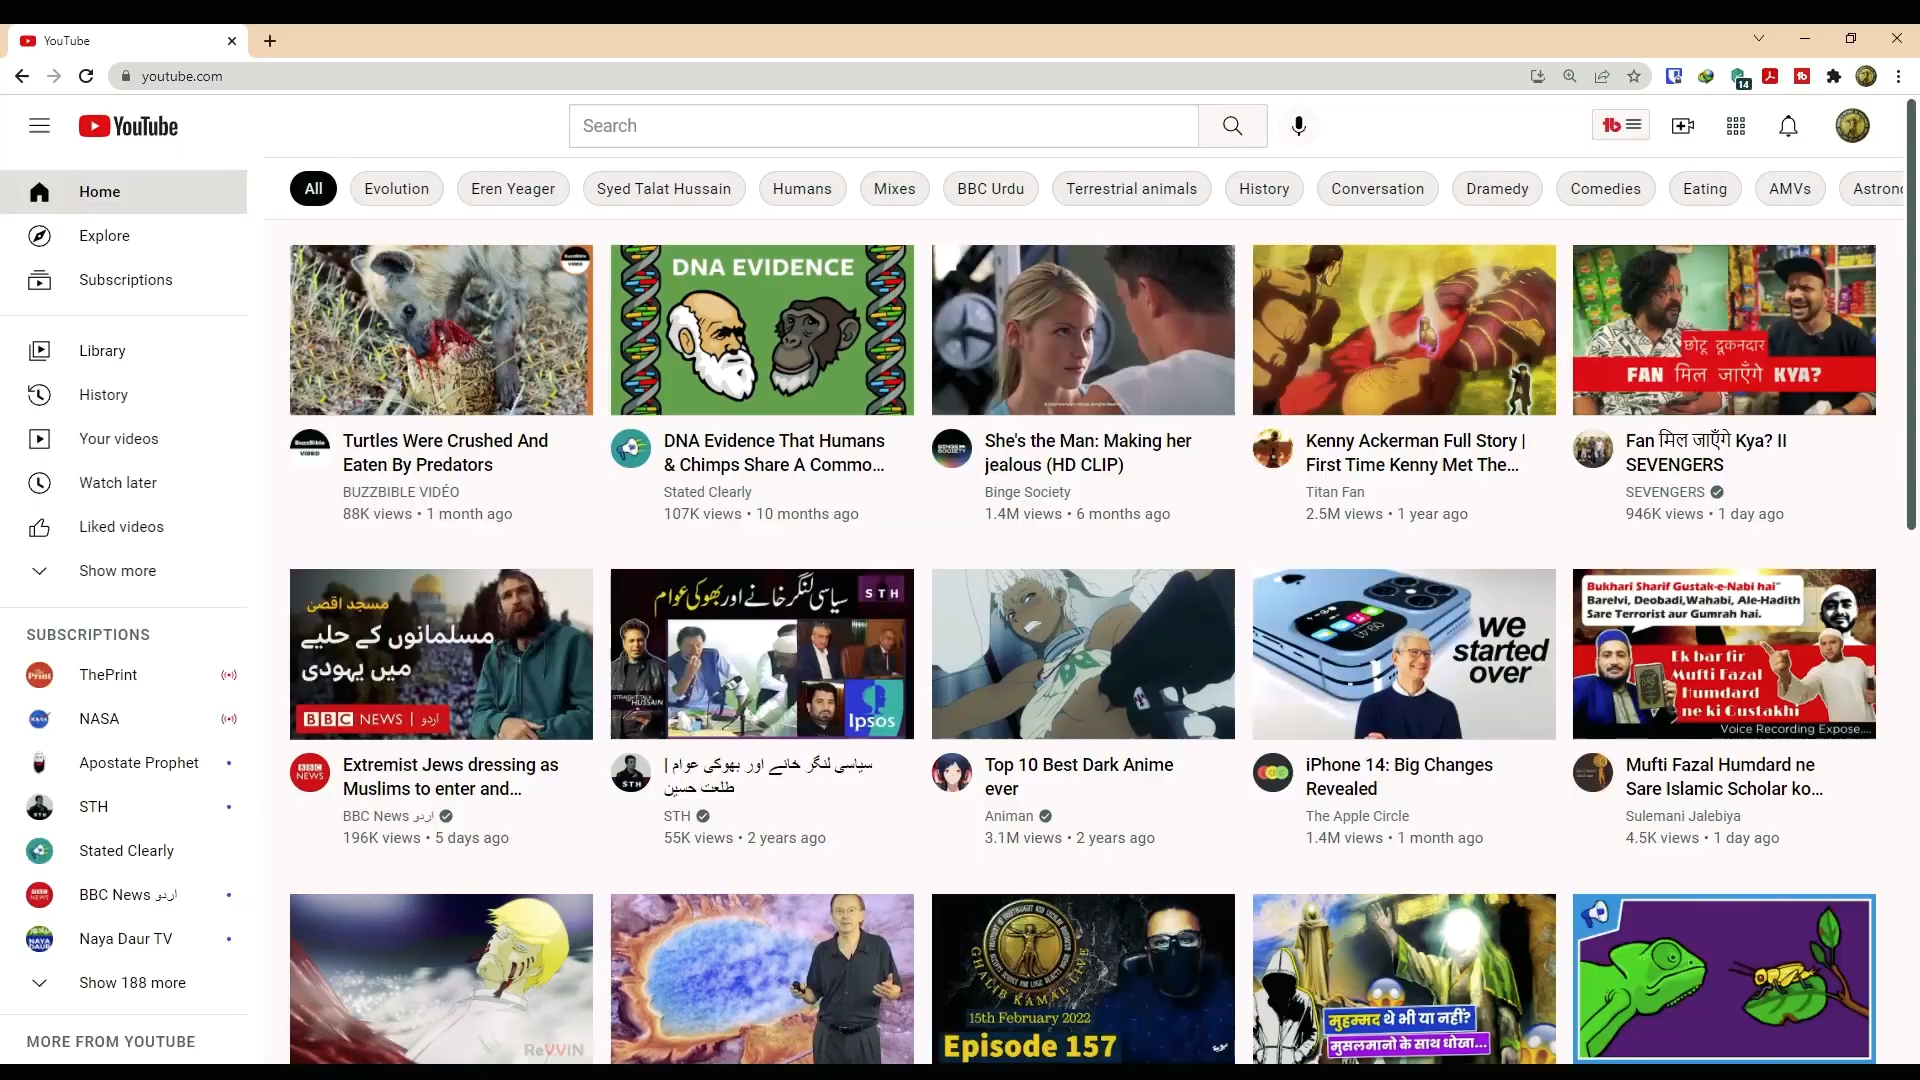 YouTube
youtube.com
14
YouTube
Search
Home
Explore
Subscriptions
Library
History
Your videos
Watch later
Liked videos
Show more
SUBSCRIPTIONS
ThePrint
NASA
Apostate Prophet
STH
Stated Clearly
BBC News اردو
Naya Daur TV
Show 188 more
MORE FROM YOUTUBE
All
Evolution
Eren Yeager
Syed Talat Hussain
Humans
Mixes
BBC Urdu
Terrestrial animals
History
Conversation
Dramedy
Comedies
Eating
AMVs
Astrono
DNA EVIDENCE
छोटू दूकनदार
FAN मिल जाएँगे KYA?
Turtles Were Crushed And
Eaten By Predators
BUZZBIBLE VIDÉO
88K views • 1 month ago
DNA Evidence That Humans
& Chimps Share A Commo...
Stated Clearly
107K views • 10 months ago
She's the Man: Making her
jealous (HD CLIP)
Binge Society
1.4M views • 6 months ago
Kenny Ackerman Full Story |
First Time Kenny Met The...
Titan Fan
2.5M views • 1 year ago
Fan मिल जाएँगे Kya? II
SEVENGERS
SEVENGERS
946K views • 1 day ago
مسجد اقصیٰ
مسلمانوں کے حلیے
میں یہودی
BBC NEWS | اردو
سیاسی لنگر خانے اور بھوکی عوام
STH
STRAIGHT TALK
HUSSAIN
Ipsos
we
started
over
Bukhari Sharif Gustak-e-Nabi hai"
Barelvi, Deobadi,Wahabi, Ale-Hadith
Sare Terrorist aur Gumrah hai.
Ek bar fir
Mufti Fazal
Humdard
ne ki Gustakhi
Voice Recording Expose....
Extremist Jews dressing as
Muslims to enter and...
BBC News اردو
196K views • 5 days ago
سیاسی لنگر خانے اور بھوکی عوام |
طلعت حسین
STH
55K views • 2 years ago
Top 10 Best Dark Anime
ever
Animan
3.1M views • 2 years ago
iPhone 14: Big Changes
Revealed
The Apple Circle
1.4M views • 1 month ago
Mufti Fazal Humdard ne
Sare Islamic Scholar ko...
Sulemani Jalebiya
4.5K views • 1 day ago
ReVViN
GHALIB KAMAL LIVE
15th February 2022
Episode 157
मुहम्मद थे भी या नहीं?
मुसलमानो के साथ धोखा...